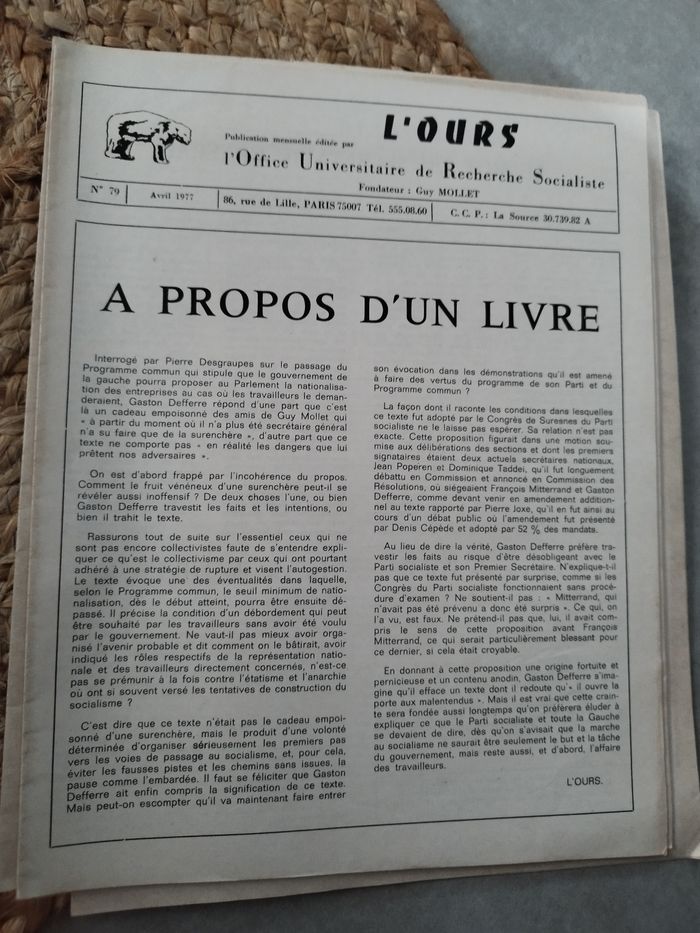 L'OURS
Publication mensuelle éditée par
l'Office Universitaire de Recherche Socialiste
Fondateur : Guy MOLLET
N° 79
Avril 1977
86, rue de Lille, PARIS 75007 Tél. 555.08.60
C. C. P. : La Source 30.739.82 A
A PROPOS D'UN LIVRE
Interrogé par Pierre Desgraupes sur le passage du
Programme commun qui stipule que le gouvernement de
la gauche pourra proposer au Parlement la nationalisa-
tion des entreprises au cas où les travailleurs le deman-
deraient, Gaston Defferre répond d'une part que c'est
là un cadeau empoisonné des amis de Guy Mollet qui
« à partir du moment où il n'a plus été secrétaire général
n'a su faire que de la surenchère », d'autre part que ce
texte ne comporte pas « en réalité les dangers que lui
prêtent nos adversaires ».
On est d'abord frappé par l'incohérence du propos.
Comment le fruit vénéneux d'une surenchère peut-il se
révéler aussi inoffensif ? De deux choses l'une, ou bien
Gaston Defferre travestit les faits et les intentions, ou
bien il trahit le texte.
Rassurons tout de suite sur l'essentiel ceux qui ne
sont pas encore collectivistes faute de s'entendre expli-
quer ce qu'est le collectivisme par ceux qui ont pourtant
adhéré à une stratégie de rupture et visent l'autogestion.
Le texte évoque une des éventualités dans laquelle,
selon le Programme commun, le seuil minimum de natio-
nalisation, dès le début atteint, pourra être ensuite dé-
passé. Il précise la condition d'un débordement qui peut
être souhaité par les travailleurs sans avoir été voulu
par le gouvernement. Ne vaut-il pas mieux avoir orga-
nisé l'avenir probable et dit comment on le bâtirait, avoir
indiqué les rôles respectifs de la représentation natio-
nale et des travailleurs directement concernés, n'est-ce
pas se prémunir à la fois contre l'étatisme et l'anarchie
où ont si souvent versé les tentatives de construction du
socialisme ?
C'est dire que ce texte n'était pas le cadeau empoi-
sonné d'une surenchère, mais le produit d'une volonté
déterminée d'organiser sérieusement les premiers pas
vers les voies de passage au socialisme, et, pour cela,
éviter les fausses pistes et les chemins sans issues, la
pause comme l'embardée. Il faut se féliciter que Gaston
Defferre ait enfin compris la signification de ce texte.
Mais peut-on escompter qu'il va maintenant faire entrer
son évocation dans les démonstrations qu'il est amené
à faire des vertus du programme de son Parti et du
Programme commun ?
La façon dont il raconte les conditions dans lesquelles
ce texte fut adopté par le Congrès de Suresnes du Parti
socialiste ne le laisse pas espérer. Sa relation n'est pas
exacte. Cette proposition figurait dans une motion sou-
mise aux délibérations des sections et dont les premiers
signataires étaient deux actuels secrétaires nationaux,
Jean Poperen et Dominique Taddei, qu'il fut longuement
débattu en Commission et annoncé en Commission des
Résolutions, où siégeaient François Mitterrand et Gaston
Defferre, comme devant venir en amendement addition-
nel au texte rapporté par Pierre Joxe, qu'il en fut ainsi au
cours d'un débat public où l'amendement fut présenté
par Denis Cépède et adopté par 52 % des mandats.
Au lieu de dire la vérité, Gaston Defferre préfère tra-
vestir les faits au risque d'être désobligeant avec le
Parti socialiste et son Premier Secrétaire. N'explique-t-il
pas que ce texte fut présenté par surprise, comme si les
Congrès du Parti socialiste fonctionnaient sans procé-
dure d'examen ? Ne soutient-il pas : « Mitterrand, qui
n'avait pas été prévenu a donc été surpris ». Ce qui, on
l'a vu, est faux. Ne prétend-il pas que, lui, il avait com-
pris le sens de cette proposition avant François
Mitterrand, ce qui serait particulièrement blessant pour
ce dernier, si cela était croyable.
En donnant à cette proposition une origine fortuite et
pernicieuse et un contenu anodin, Gaston Defferre s'ima-
gine qu'il efface un texte dont il redoute qu'« il ouvre la
porte aux malentendus ». Mais il est vrai que cette crain-
te sera fondée aussi longtemps qu'on préférera éluder à
expliquer ce que le Parti socialiste et toute la Gauche
se devaient de dire, dès qu'on s'avisait que la marche
au socialisme ne saurait être seulement le but et la tâche
du gouvernement, mais reste aussi, et d'abord, l'affaire
des travailleurs.
L'OURS.